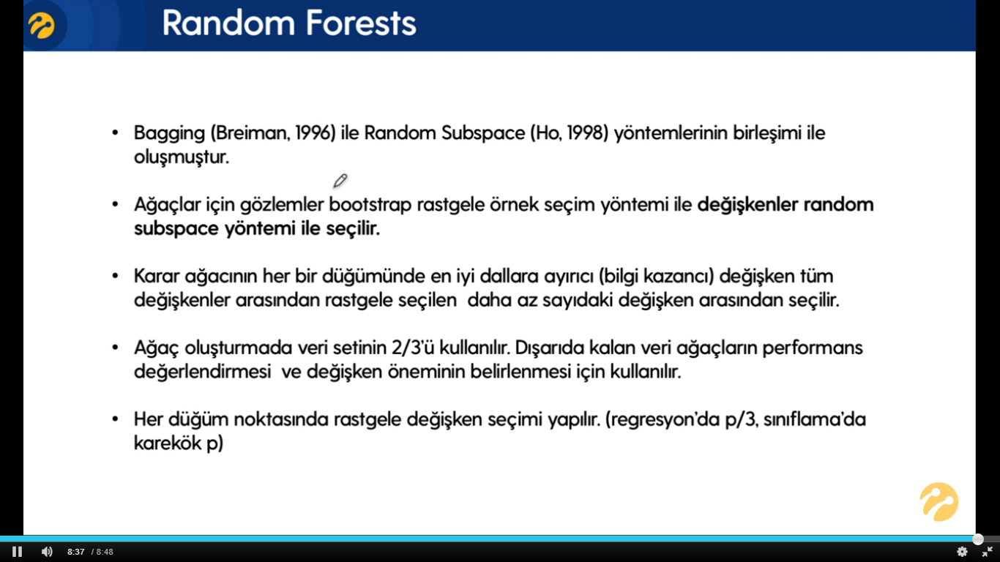 Random Forests
• Bagging (Breiman, 1996) ile Random Subspace (Ho, 1998) yöntemlerinin birleşimi ile
oluşmuştur.
• Ağaçlar için gözlemler bootstrap rastgele örnek seçim yöntemi ile değişkenler random
subspace yöntemi ile seçilir.
• Karar ağacının her bir düğümünde en iyi dallara ayırıcı (bilgi kazancı) değişken tüm
değişkenler arasından rastgele seçilen daha az sayıdaki değişken arasından seçilir.
• Ağaç oluşturmada veri setinin 2/3'ü kullanılır. Dışarıda kalan veri ağaçların performans
değerlendirmesi ve değişken öneminin belirlenmesi için kullanılır.
• Her düğüm noktasında rastgele değişken seçimi yapılır. (regresyon'da p/3, sınıflama'da
karekök p)
8:37 / 8:48